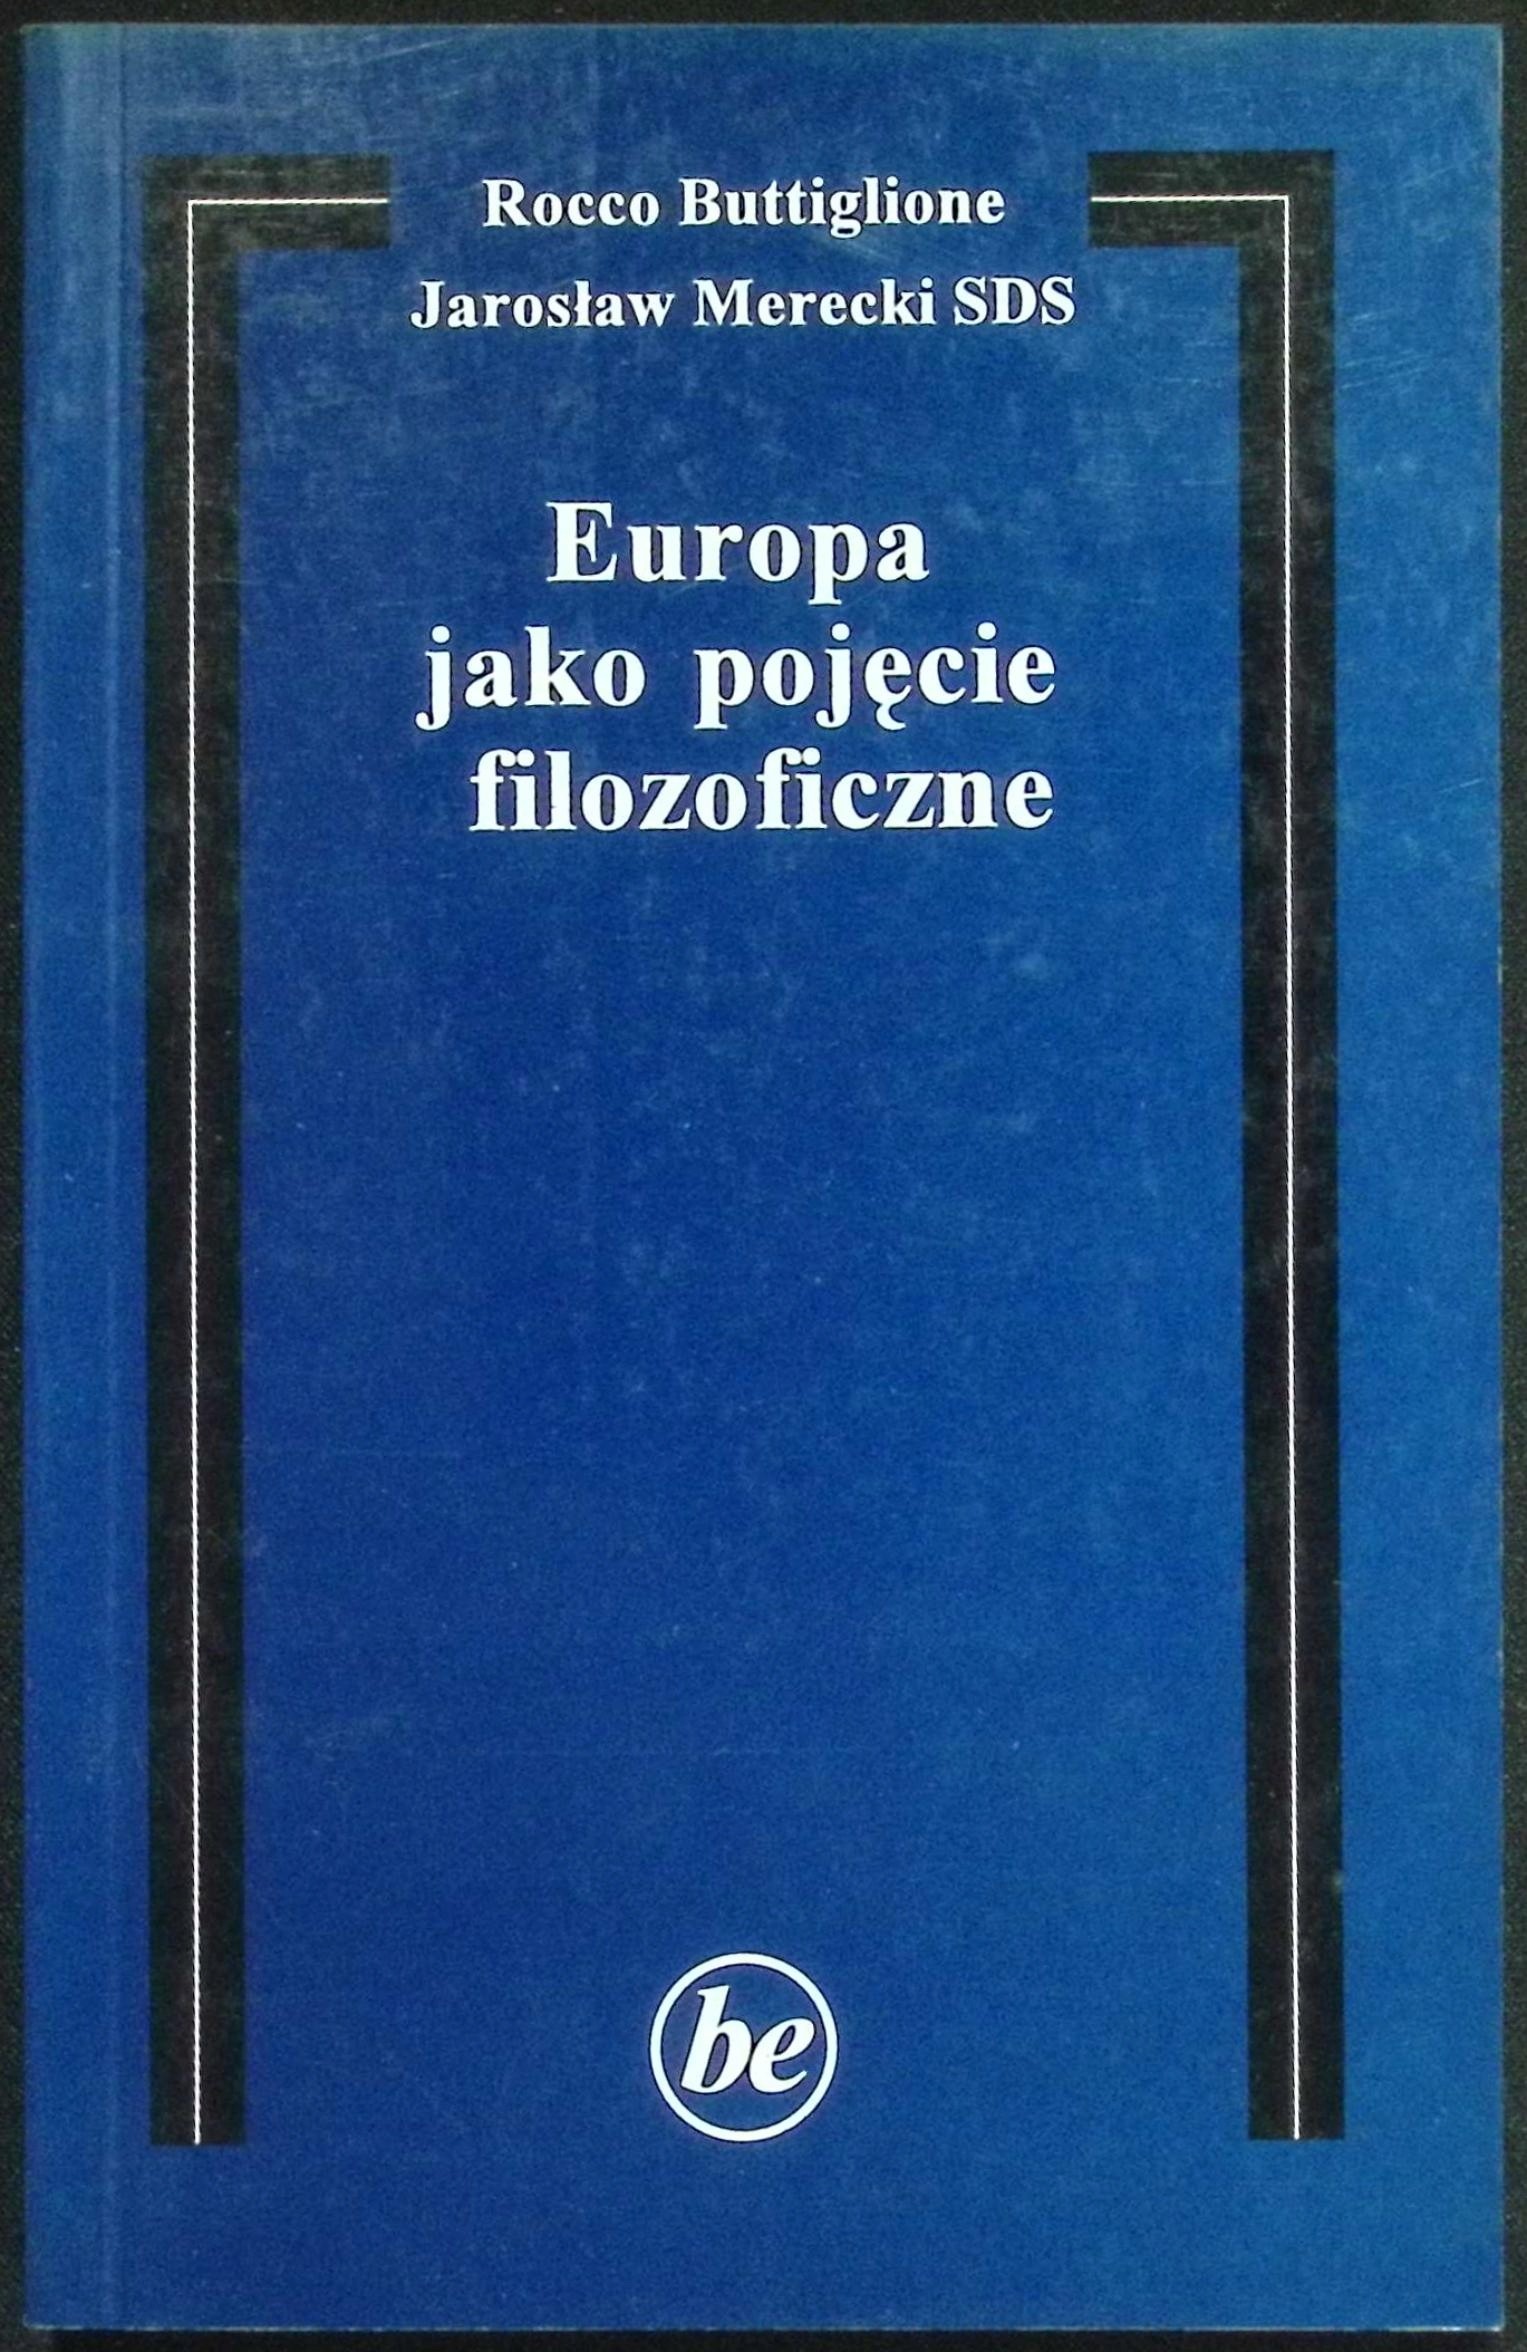 Rocco Buttiglione
Jarosław Merecki SDS
Europa
jako pojęcie
filozoficzne
be